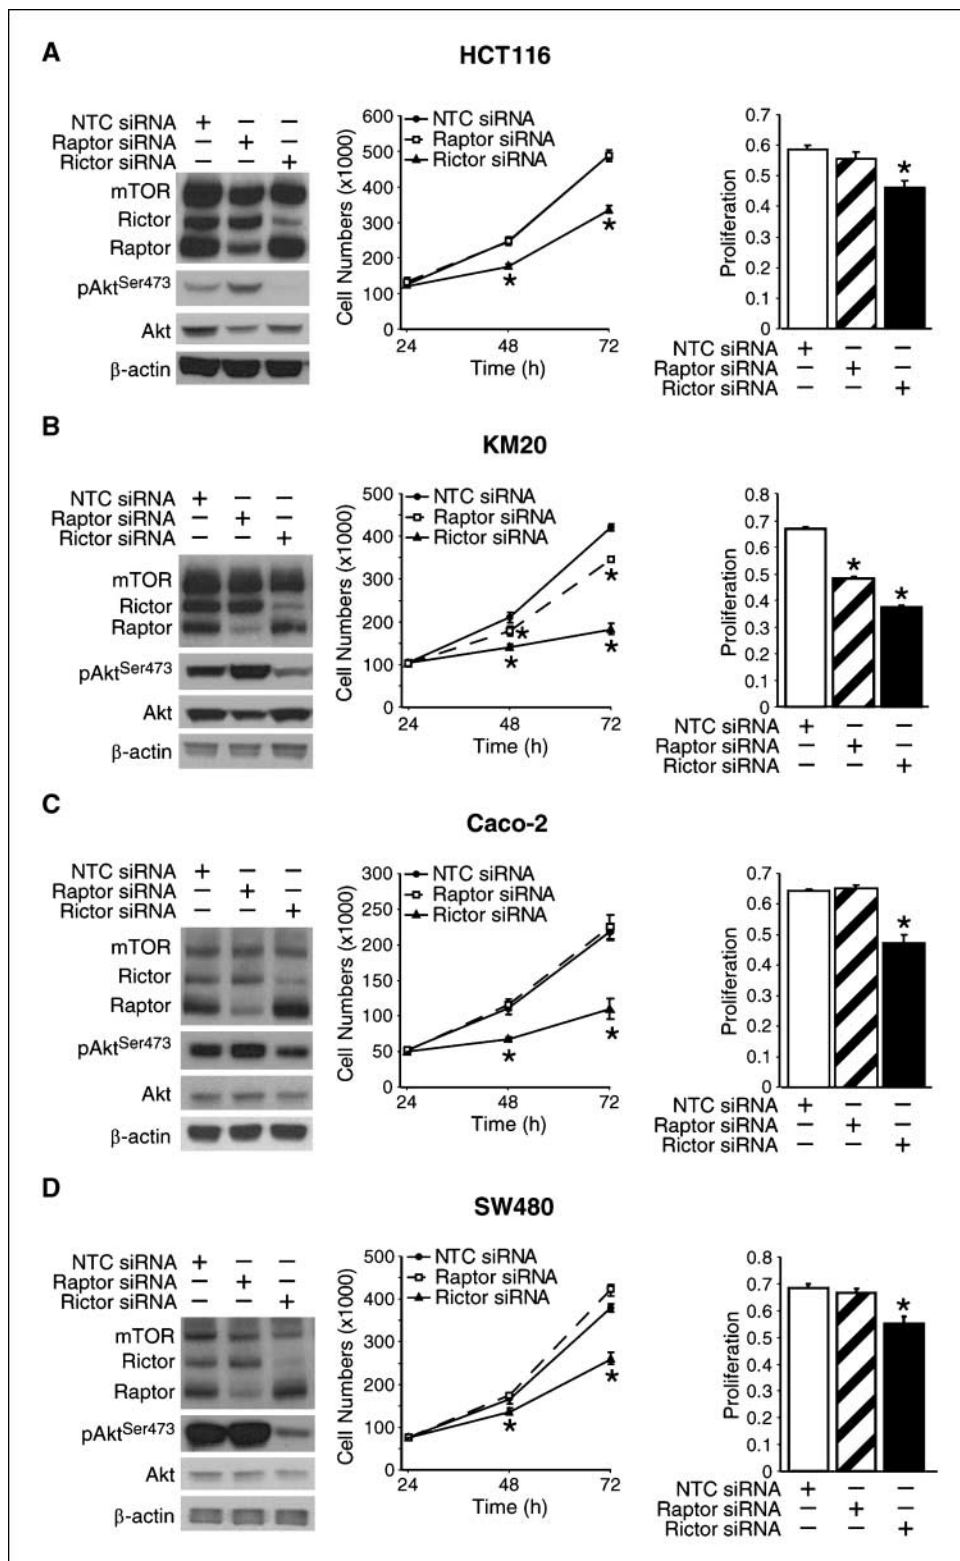 A
HCT116
NTC siRNA + − −
Raptor siRNA − + −
Rictor siRNA − − +
mTOR
Rictor
Raptor
pAktSer473
Akt
β-actin
Cell Numbers (x1000)
600
500
400
300
200
100
0
NTC siRNA
Raptor siRNA
Rictor siRNA
*
*
24 48 72
Time (h)
Proliferation
0.7
0.6
0.5
0.4
0.3
0.2
0.1
0
*
NTC siRNA + − −
Raptor siRNA − + −
Rictor siRNA − − +
B
KM20
NTC siRNA + − −
Raptor siRNA − + −
Rictor siRNA − − +
mTOR
Rictor
Raptor
pAktSer473
Akt
β-actin
Cell Numbers (x1000)
500
400
300
200
100
0
NTC siRNA
Raptor siRNA
Rictor siRNA
*
*
*
*
24 48 72
Time (h)
Proliferation
0.8
0.7
0.6
0.5
0.4
0.3
0.2
0.1
0
* *
NTC siRNA + − −
Raptor siRNA − + −
Rictor siRNA − − +
C
Caco-2
NTC siRNA + − −
Raptor siRNA − + −
Rictor siRNA − − +
mTOR
Rictor
Raptor
pAktSer473
Akt
β-actin
Cell Numbers (x1000)
300
250
200
150
100
50
0
NTC siRNA
Raptor siRNA
Rictor siRNA
*
*
24 48 72
Time (h)
Proliferation
0.7
0.6
0.5
0.4
0.3
0.2
0.1
0
*
NTC siRNA + − −
Raptor siRNA − + −
Rictor siRNA − − +
D
SW480
NTC siRNA + − −
Raptor siRNA − + −
Rictor siRNA − − +
mTOR
Rictor
Raptor
pAktSer473
Akt
β-actin
Cell Numbers (x1000)
500
400
300
200
100
0
NTC siRNA
Raptor siRNA
Rictor siRNA
*
*
24 48 72
Time (h)
Proliferation
0.8
0.7
0.6
0.5
0.4
0.3
0.2
0.1
0
*
NTC siRNA + − −
Raptor siRNA − + −
Rictor siRNA − − +